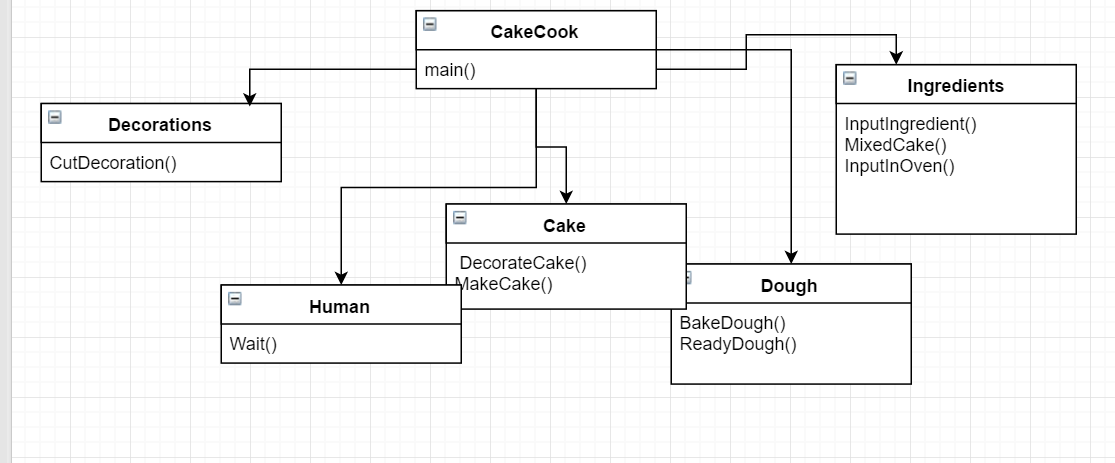 CakeCook
main()
Decorations
CutDecoration()
Ingredients
InputIngredient()
MixedCake()
InputInOven()
Cake
DecorateCake()
MakeCake()
Human
Wait()
Dough
BakeDough()
ReadyDough()